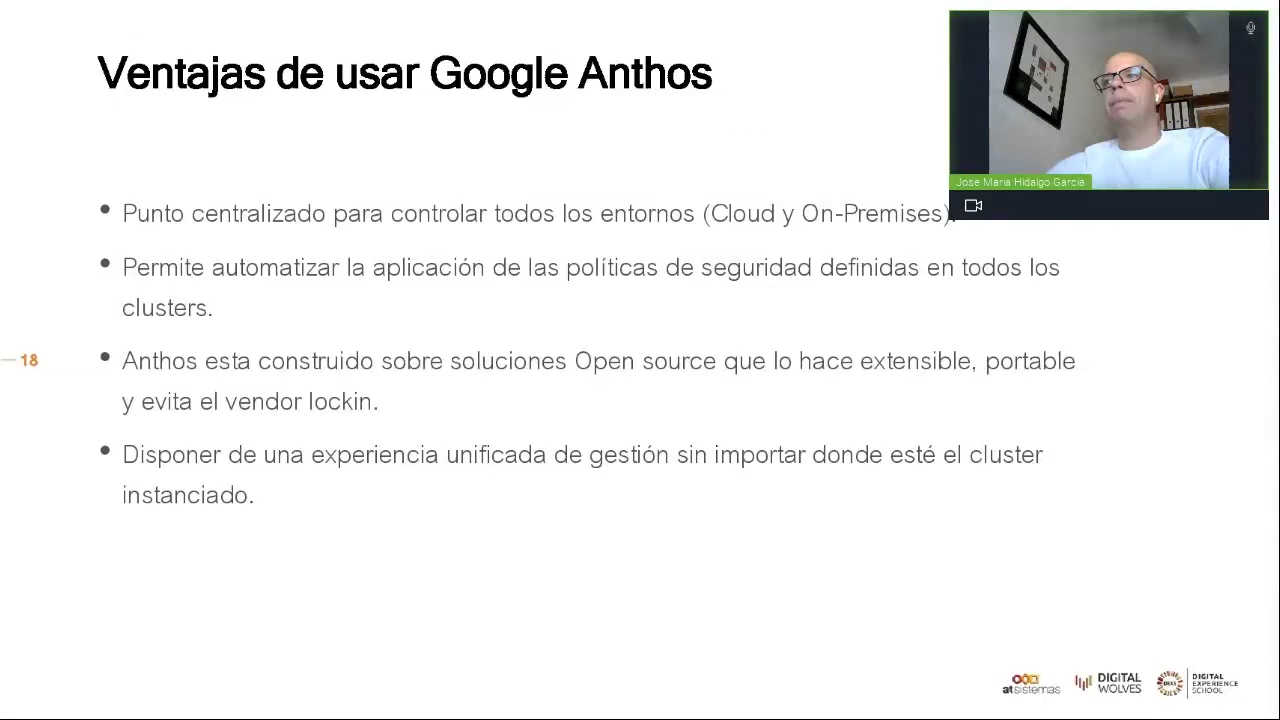 Ventajas de usar Google Anthos
Jose Maria Hidalgo Garcia
• Punto centralizado para controlar todos los entornos (Cloud y On-Premises).
• Permite automatizar la aplicación de las políticas de seguridad definidas en todos los
clusters.
• Anthos esta construido sobre soluciones Open source que lo hace extensible, portable
y evita el vendor lockin.
• Disponer de una experiencia unificada de gestión sin importar donde esté el cluster
instanciado.
18
atsistemas
DIGITAL
WOLVES
DEXS
DIGITAL
EXPERIENCE
SCHOOL